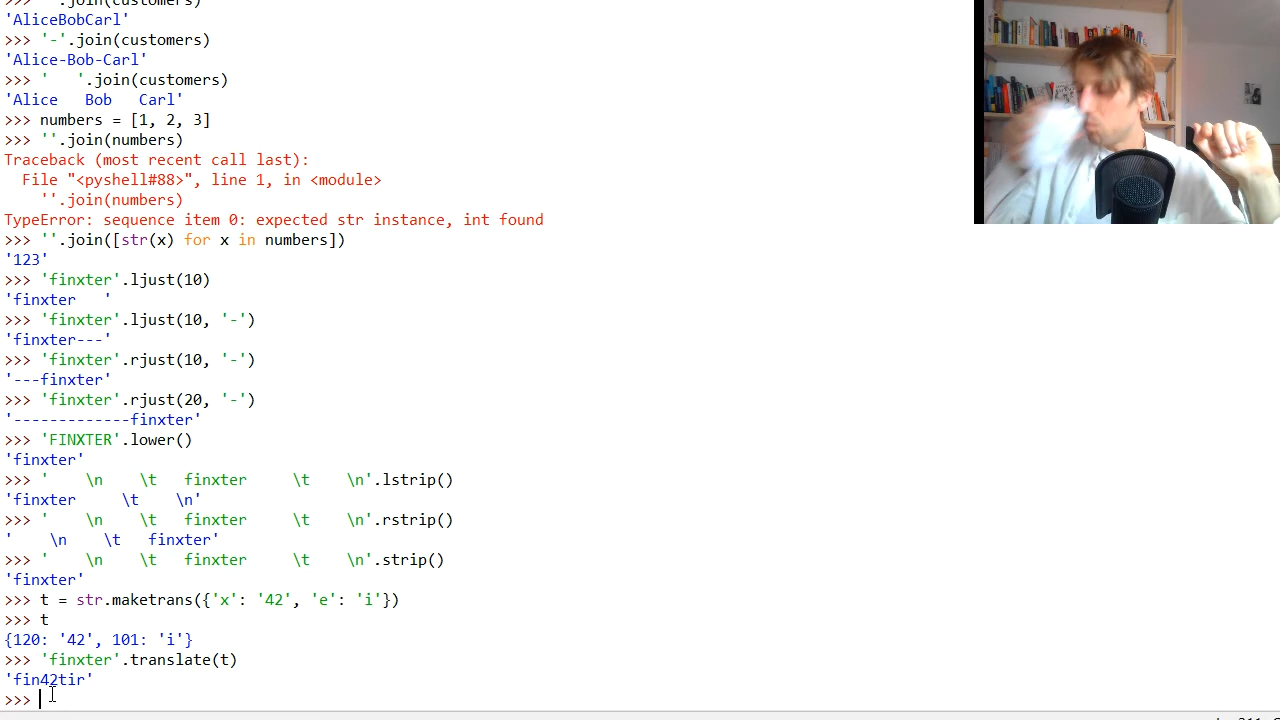 >>> ''.join(customers)
'AliceBobCarl'
>>> '-'.join(customers)
'Alice-Bob-Carl'
>>> '   '.join(customers)
'Alice   Bob   Carl'
>>> numbers = [1, 2, 3]
>>> ''.join(numbers)
Traceback (most recent call last):
  File "<pyshell#88>", line 1, in <module>
    ''.join(numbers)
TypeError: sequence item 0: expected str instance, int found
>>> ''.join([str(x) for x in numbers])
'123'
>>> 'finxter'.ljust(10)
'finxter   '
>>> 'finxter'.ljust(10, '-')
'finxter---'
>>> 'finxter'.rjust(10, '-')
'---finxter'
>>> 'finxter'.rjust(20, '-')
'-------------finxter'
>>> 'FINXTER'.lower()
'finxter'
>>> '    \n    \t   finxter     \t    \n'.lstrip()
'finxter     \t    \n'
>>> '    \n    \t   finxter     \t    \n'.rstrip()
'    \n    \t   finxter'
>>> '    \n    \t   finxter     \t    \n'.strip()
'finxter'
>>> t = str.maketrans({'x': '42', 'e': 'i'})
>>> t
{120: '42', 101: 'i'}
>>> 'finxter'.translate(t)
'fin42tir'
>>>